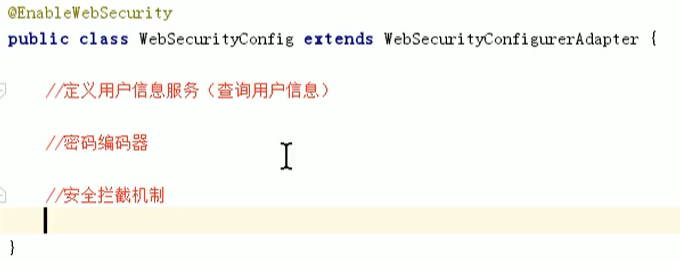 @EnableWebSecurity
public class WebSecurityConfig extends WebSecurityConfigurerAdapter {
//定义用户信息服务（查询用户信息）
//密码编码器
//安全拦截机制
}